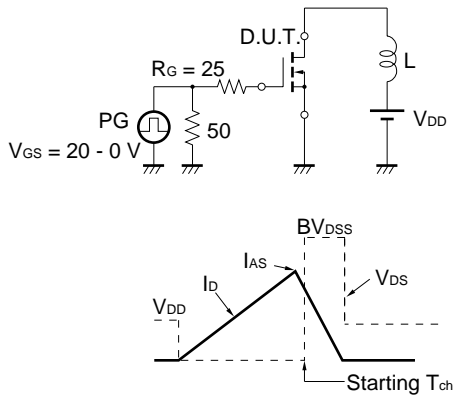 D.U.T.
RG = 25
L
PG
50
VDD
VGS = 20 - 0 V
BVDSS
IAS
ID
VDS
VDD
Starting Tch